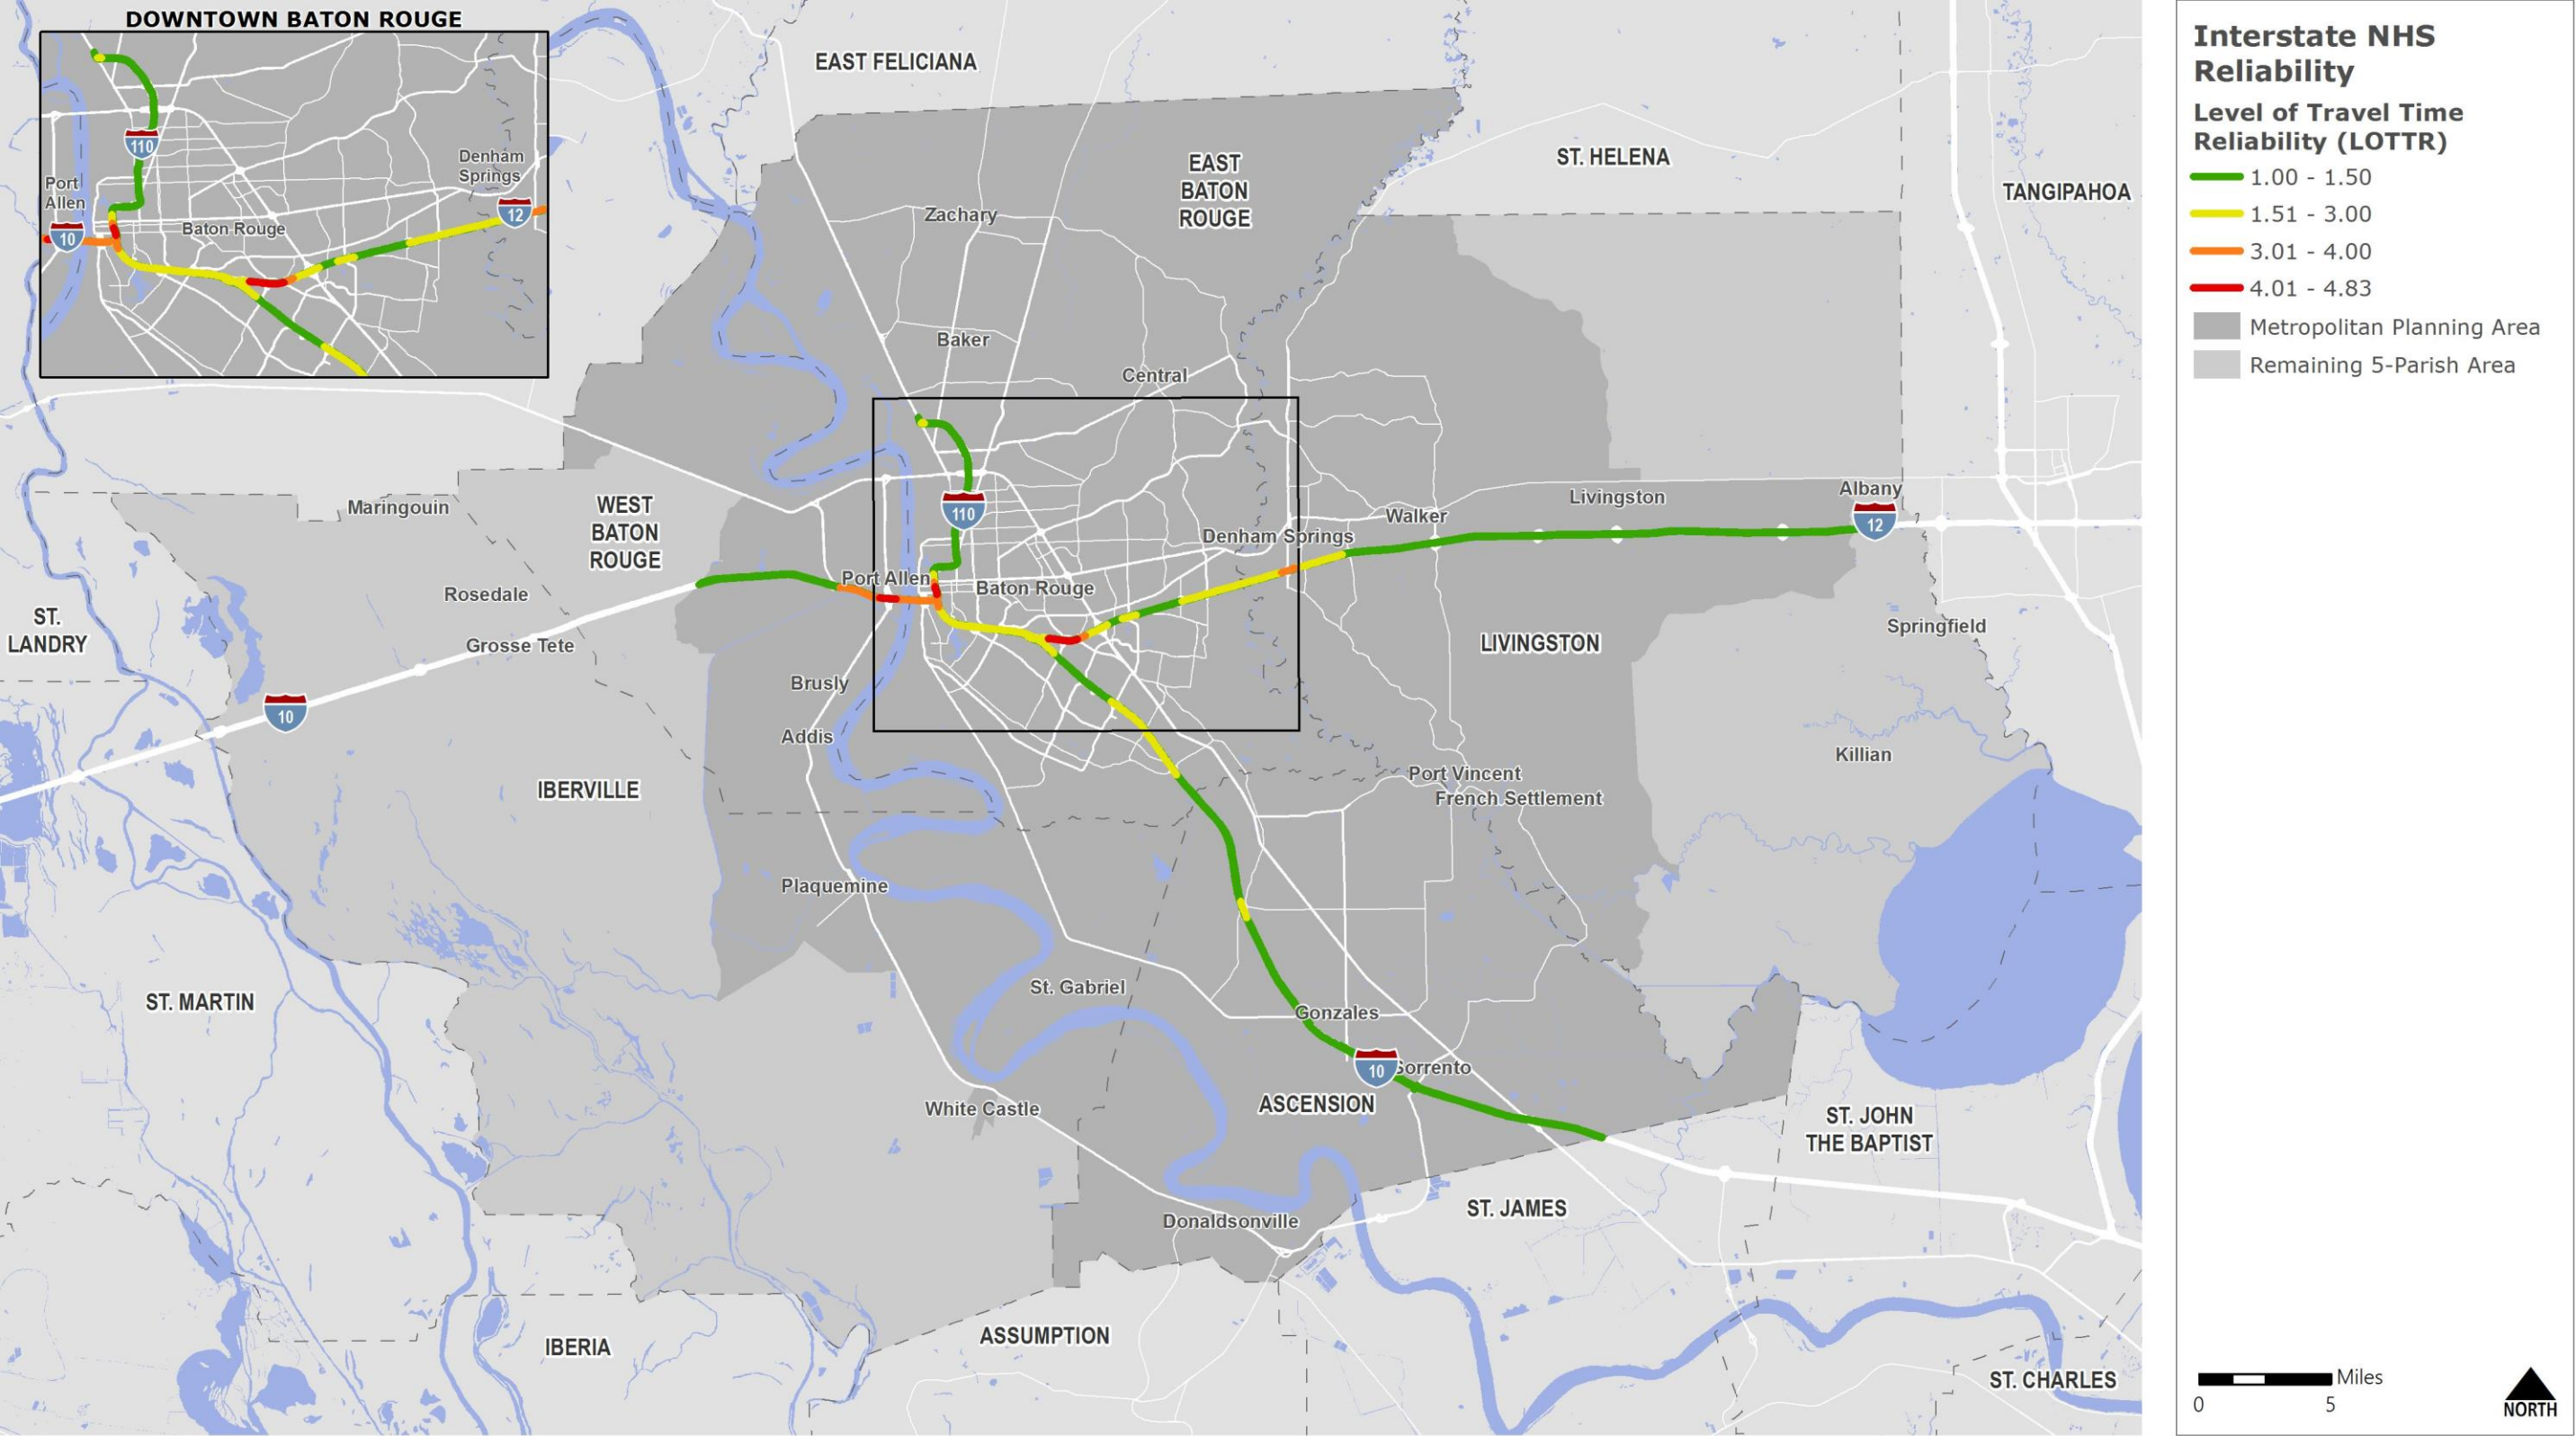 DOWNTOWN BATON ROUGE
110
Denham
Springs
Port
Allen
12
10
Baton Rouge
EAST FELICIANA
EAST
BATON
ROUGE
ST. HELENA
TANGIPAHOA
Zachary
Baker
Central
Maringouin
WEST
BATON
ROUGE
110
Livingston
Albany
12
Walker
Denham Springs
Port Allen
Baton Rouge
Rosedale
ST.
LANDRY
Grosse Tete
LIVINGSTON
Springfield
10
Brusly
Addis
Killian
IBERVILLE
Port Vincent
French Settlement
Plaquemine
ST. MARTIN
St. Gabriel
Gonzales
10
Sorrento
White Castle
ASCENSION
ST. JOHN
THE BAPTIST
Donaldsonville
ST. JAMES
ASSUMPTION
IBERIA
ST. CHARLES
Interstate NHS
Reliability
Level of Travel Time
Reliability (LOTTR)
1.00 - 1.50
1.51 - 3.00
3.01 - 4.00
4.01 - 4.83
Metropolitan Planning Area
Remaining 5-Parish Area
Miles
0 5
NORTH